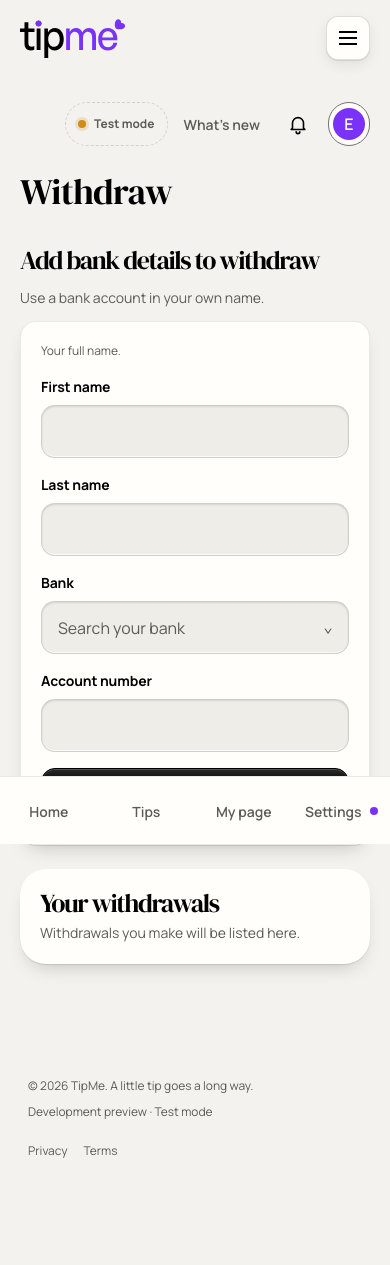 tipme
Test mode
What's new
E
Withdraw
Add bank details to withdraw
Use a bank account in your own name.
Your full name.
First name
Last name
Bank
Search your bank
Account number
Home
Tips
My page
Settings
Your withdrawals
Withdrawals you make will be listed here.
© 2026 TipMe. A little tip goes a long way.
Development preview · Test mode
Privacy
Terms